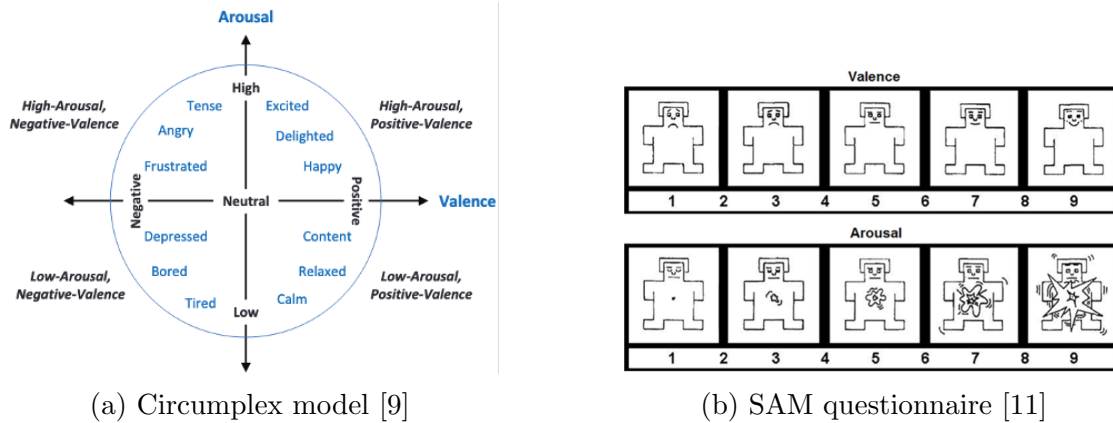 Arousal
High
High-Arousal,
Negative-Valence
Tense
Excited
High-Arousal,
Positive-Valence
Angry
Delighted
Frustrated
Happy
Negative
Neutral
Positive
Valence
Depressed
Content
Low-Arousal,
Negative-Valence
Bored
Relaxed
Low-Arousal,
Positive-Valence
Tired
Calm
Low
(a) Circumplex model [9]
Valence
1 2 3 4 5 6 7 8 9
Arousal
1 2 3 4 5 6 7 8 9
(b) SAM questionnaire [11]